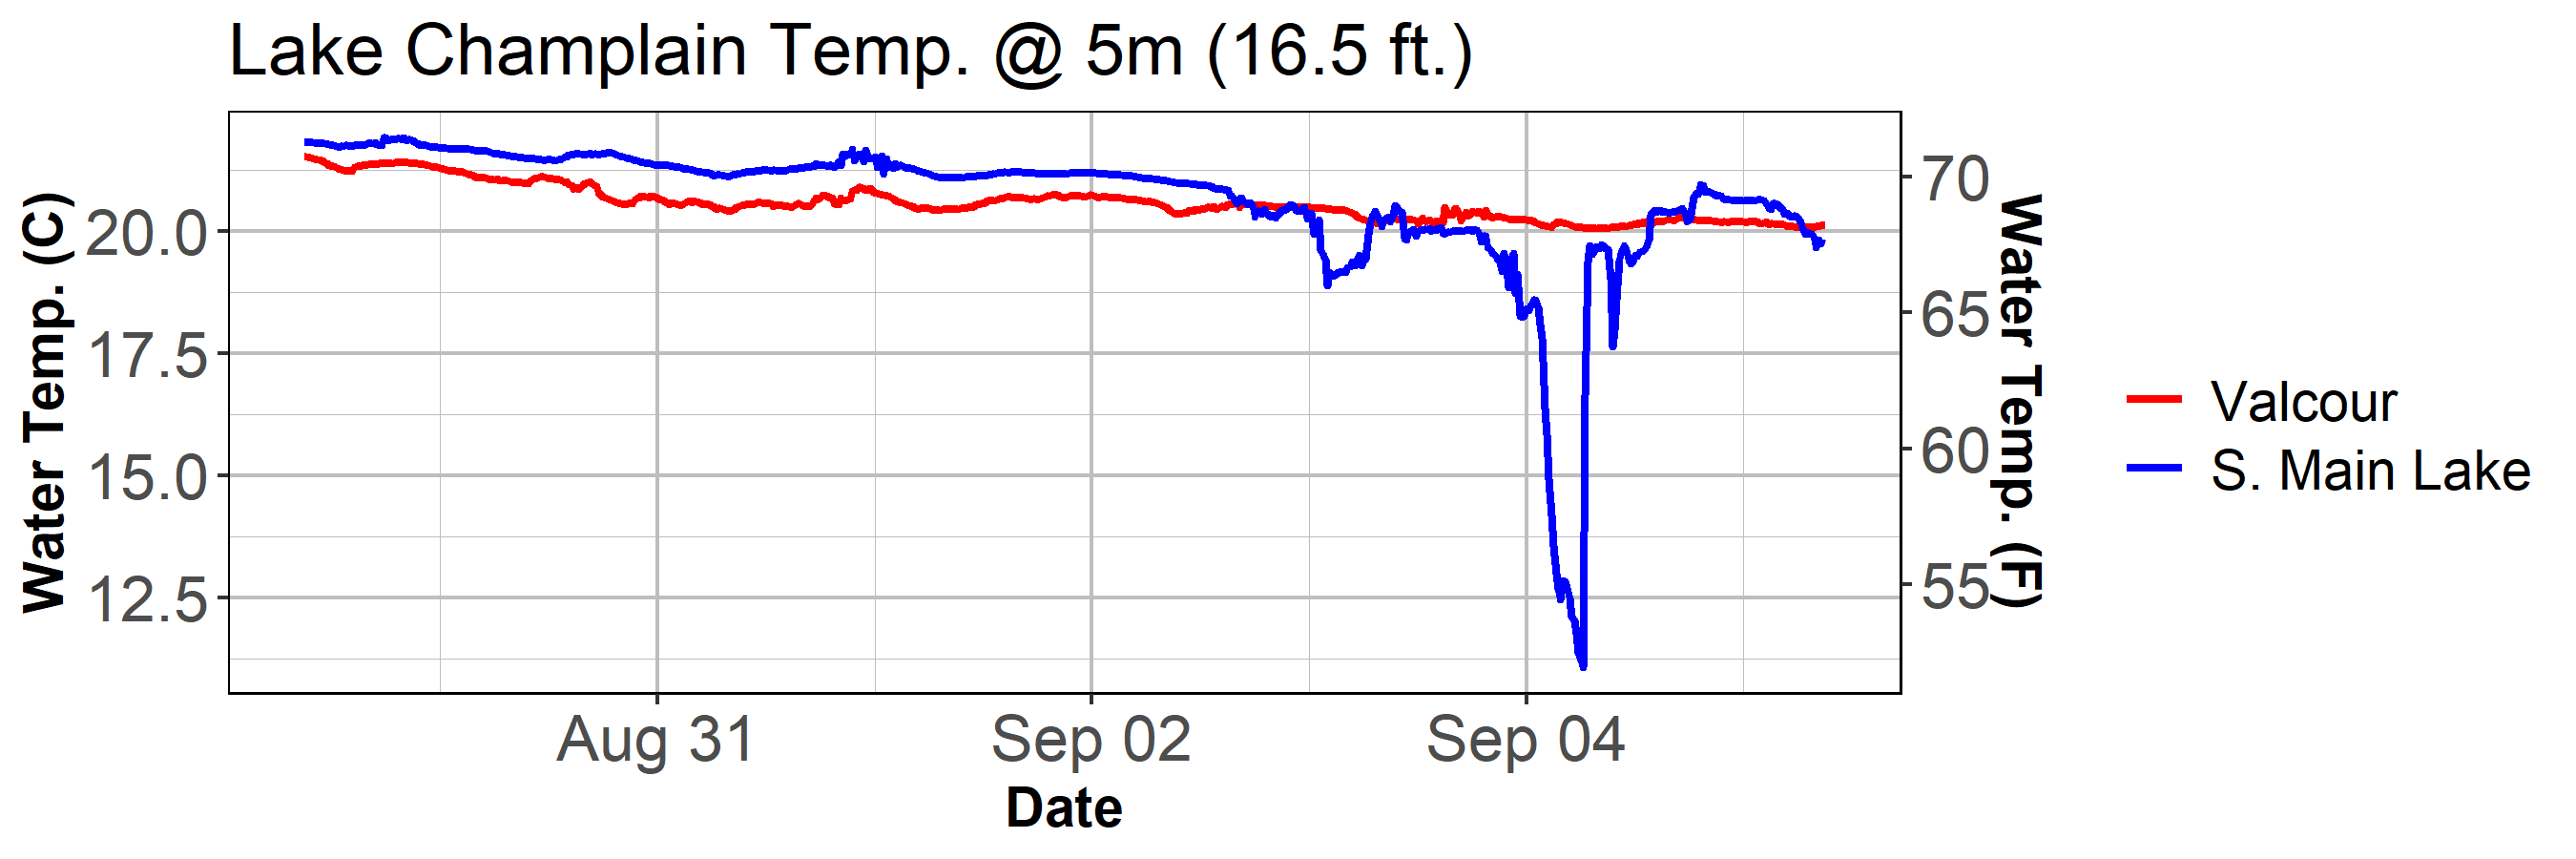 Lake Champlain Temp. @ 5m (16.5 ft.)
Water Temp. (C)
20.0
17.5
15.0
12.5
70
65
60
55
Water Temp. (F)
Aug 31
Sep 02
Sep 04
Date
Valcour
S. Main Lake